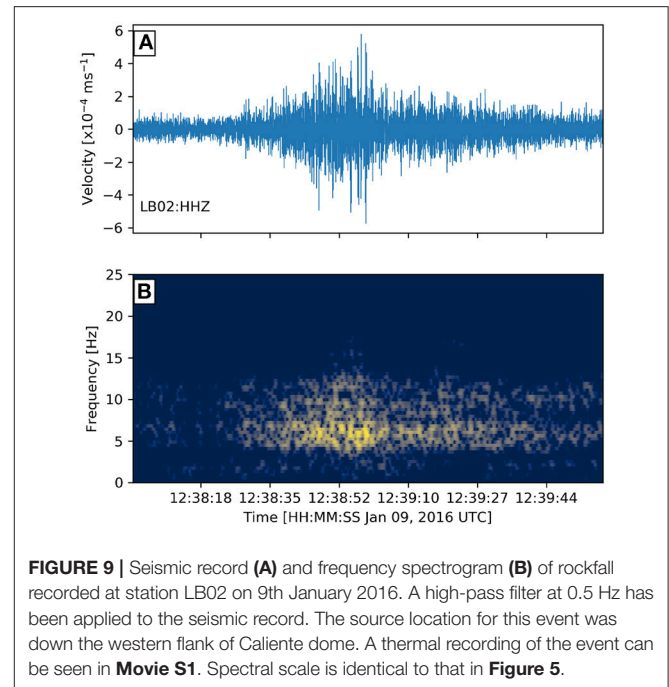 A
6
4
2
0
−2
−4
−6
Velocity [x10⁻⁴ ms⁻¹]
LB02:HHZ
B
25
20
15
10
5
0
Frequency [Hz]
12:38:18 12:38:35 12:38:52 12:39:10 12:39:27 12:39:44
Time [HH:MM:SS Jan 09, 2016 UTC]
FIGURE 9 | Seismic record (A) and frequency spectrogram (B) of rockfall
recorded at station LB02 on 9th January 2016. A high-pass filter at 0.5 Hz has
been applied to the seismic record. The source location for this event was
down the western flank of Caliente dome. A thermal recording of the event can
be seen in Movie S1. Spectral scale is identical to that in Figure 5.